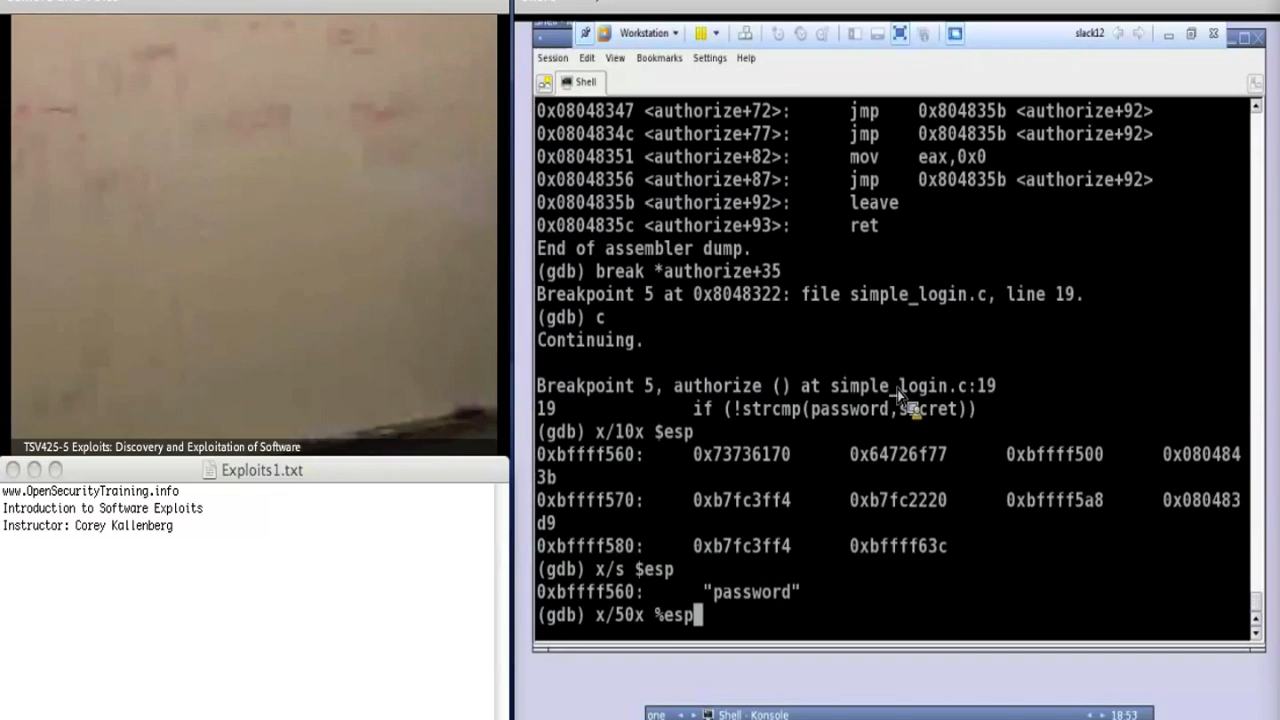 TSV425-5 Exploits: Discovery and Exploitation of Software
Exploits1.txt
www.OpenSecurityTraining.info
Introduction to Software Exploits
Instructor: Corey Kallenberg
Workstation
slack12
Session Edit View Bookmarks Settings Help
Shell
0x08048347 <authorize+72>: jmp 0x804835b <authorize+92>
0x0804834c <authorize+77>: jmp 0x804835b <authorize+92>
0x08048351 <authorize+82>: mov eax,0x0
0x08048356 <authorize+87>: jmp 0x804835b <authorize+92>
0x0804835b <authorize+92>: leave
0x0804835c <authorize+93>: ret
End of assembler dump.
(gdb) break *authorize+35
Breakpoint 5 at 0x8048322: file simple_login.c, line 19.
(gdb) c
Continuing.
Breakpoint 5, authorize () at simple_login.c:19
19 if (!strcmp(password,secret))
(gdb) x/10x $esp
0xbffff560: 0x73736170 0x64726f77 0xbffff500 0x080484
3b
0xbffff570: 0xb7fc3ff4 0xb7fc2220 0xbffff5a8 0x080483
d9
0xbffff580: 0xb7fc3ff4 0xbffff63c
(gdb) x/s $esp
0xbffff560: "password"
(gdb) x/50x %esp
one
Shell - Konsole
18:53